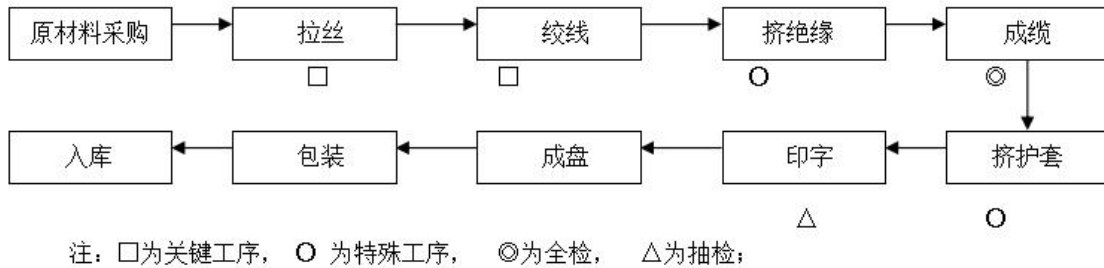 原材料采购 拉丝 绞线 挤绝缘 成缆
□ □ O ◎
入库 包装 成盘 印字 挤护套
△ O
注：□为关键工序， O 为特殊工序， ◎为全检， △为抽检；